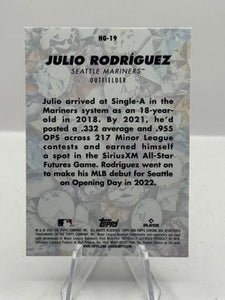 HG-19
JULIO RODRÍGUEZ
SEATTLE MARINERS™
OUTFIELDER
Julio arrived at Single-A in the
Mariners system as an 18-year-
old in 2018. By 2021, he'd
posted a .332 average and .955
OPS across 217 Minor League
contests and earned himself
a spot in the SiriusXM All-Star
Futures Game. Rodríguez went on
to make his MLB debut for Seattle
on Opening Day in 2022.
Topps
PLAYERS